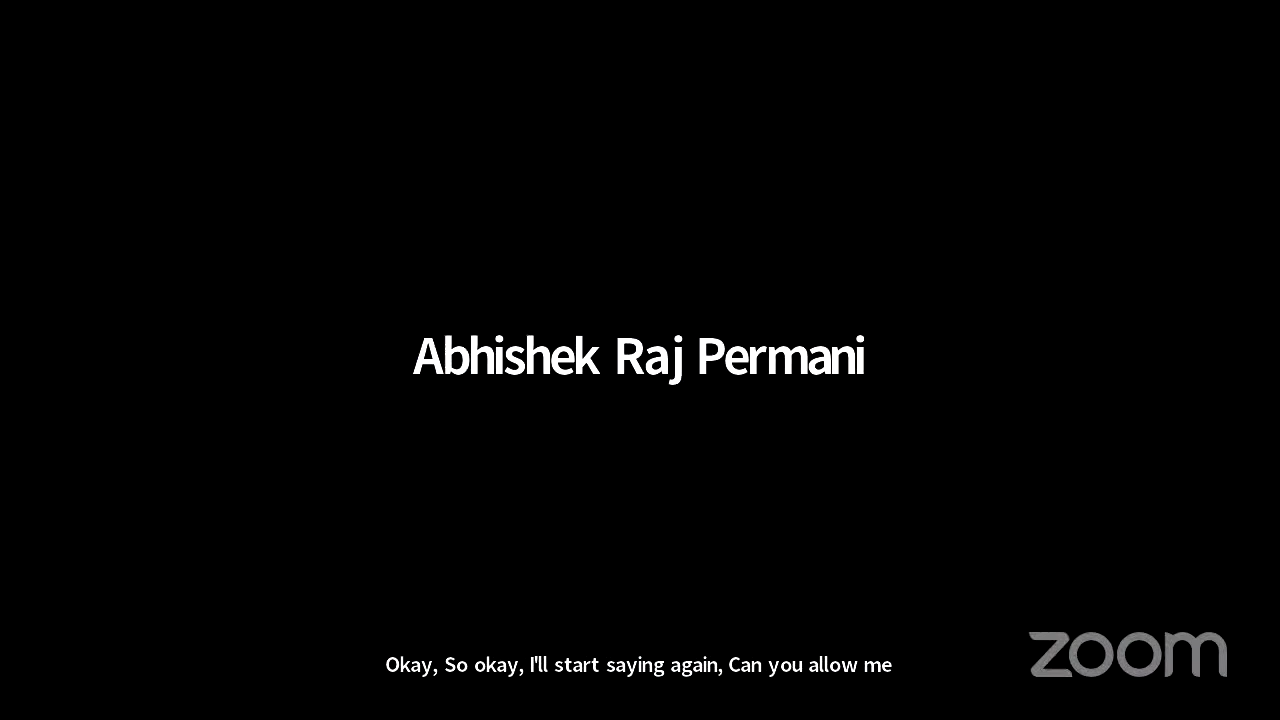 Abhishek Raj Permani
Okay, So okay, I'll start saying again, Can you allow me
zoom